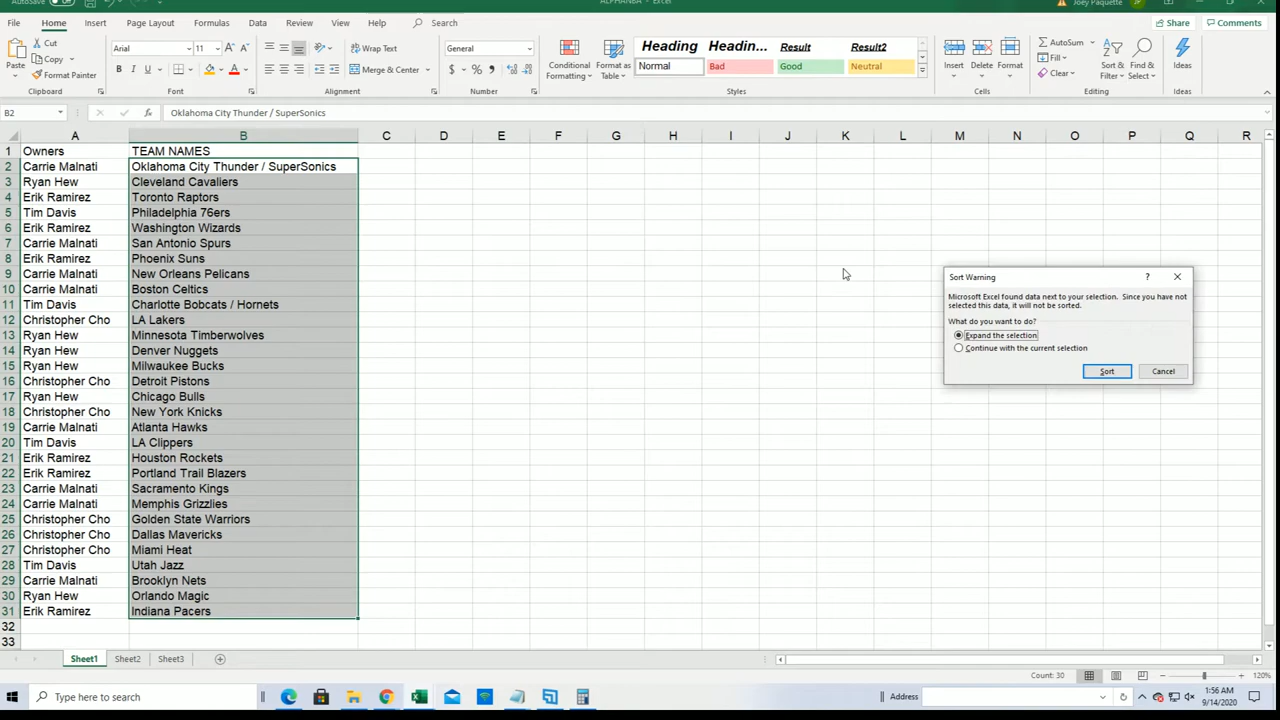 AutoSave Off ALPHABA - Excel Joey Paquette JP
File Home Insert Page Layout Formulas Data Review View Help Search Share Comments
Cut Copy Format Painter Paste Clipboard
Arial 11 A A B I U A Font
Wrap Text Merge & Center Alignment
General $ % , Number
Conditional Formatting Format as Table
Heading Headin... Result Result2
Normal Bad Good Neutral
Styles
Insert Delete Format Cells
AutoSum Fill Clear Sort & Filter Find & Select Editing
Ideas Ideas
B2 fx Oklahoma City Thunder / SuperSonics
A B C D E F G H I J K L M N O P Q R
1 Owners TEAM NAMES
2 Carrie Malnati Oklahoma City Thunder / SuperSonics
3 Ryan Hew Cleveland Cavaliers
4 Erik Ramirez Toronto Raptors
5 Tim Davis Philadelphia 76ers
6 Erik Ramirez Washington Wizards
7 Carrie Malnati San Antonio Spurs
8 Erik Ramirez Phoenix Suns
9 Carrie Malnati New Orleans Pelicans
10 Carrie Malnati Boston Celtics
11 Tim Davis Charlotte Bobcats / Hornets
12 Christopher Cho LA Lakers
13 Ryan Hew Minnesota Timberwolves
14 Ryan Hew Denver Nuggets
15 Ryan Hew Milwaukee Bucks
16 Christopher Cho Detroit Pistons
17 Ryan Hew Chicago Bulls
18 Christopher Cho New York Knicks
19 Carrie Malnati Atlanta Hawks
20 Tim Davis LA Clippers
21 Erik Ramirez Houston Rockets
22 Erik Ramirez Portland Trail Blazers
23 Carrie Malnati Sacramento Kings
24 Carrie Malnati Memphis Grizzlies
25 Christopher Cho Golden State Warriors
26 Christopher Cho Dallas Mavericks
27 Christopher Cho Miami Heat
28 Tim Davis Utah Jazz
29 Carrie Malnati Brooklyn Nets
30 Ryan Hew Orlando Magic
31 Erik Ramirez Indiana Pacers
32
33
Sort Warning ?
Microsoft Excel found data next to your selection. Since you have not
selected this data, it will not be sorted.
What do you want to do?
Expand the selection
Continue with the current selection
Sort Cancel
Sheet1 Sheet2 Sheet3
Count: 30 120%
Type here to search Address 1:56 AM
9/14/2020